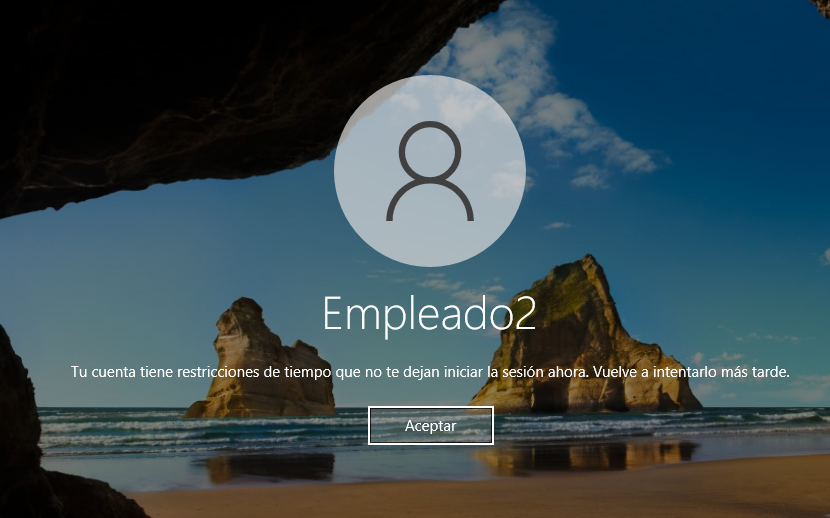 Empleado2
Tu cuenta tiene restricciones de tiempo que no te dejan iniciar la sesión ahora. Vuelve a intentarlo más tarde.
Aceptar